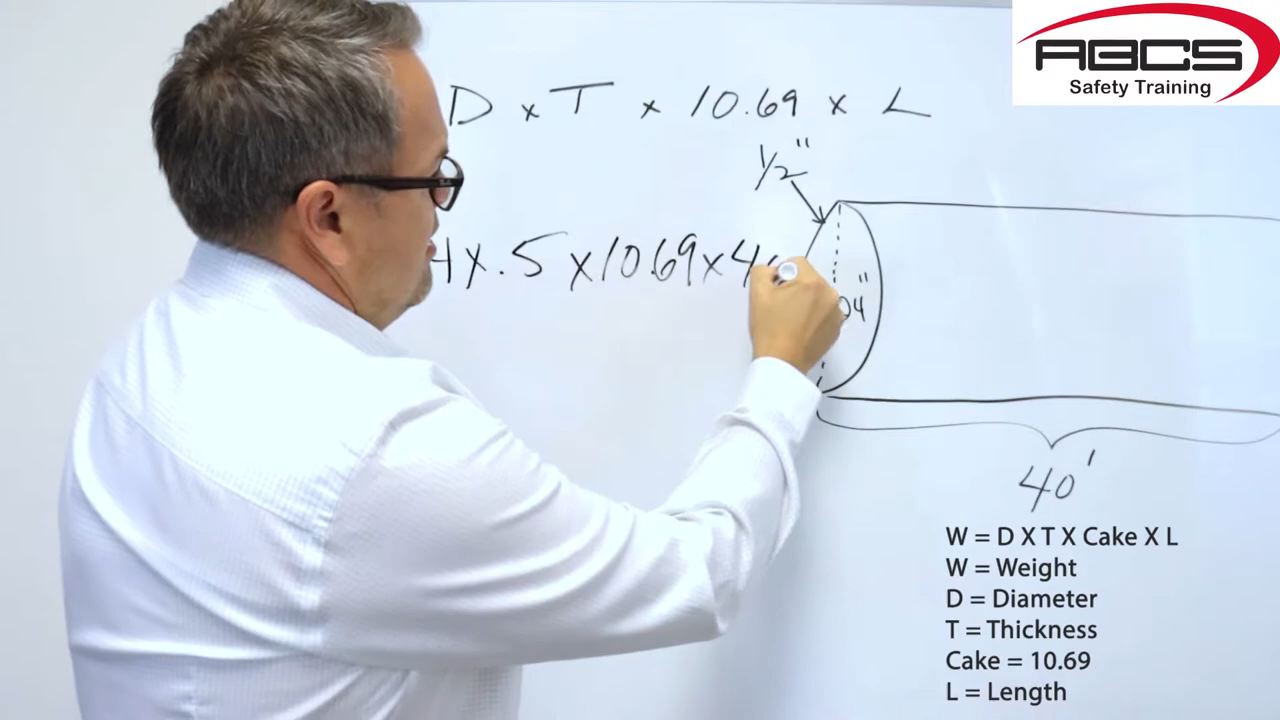 ABCS
Safety Training
D x T x 10.69 x L
1/2"
4 x .5 x 10.69 x 4
04"
40'
W = D X T X Cake X L
W = Weight
D = Diameter
T = Thickness
Cake = 10.69
L = Length